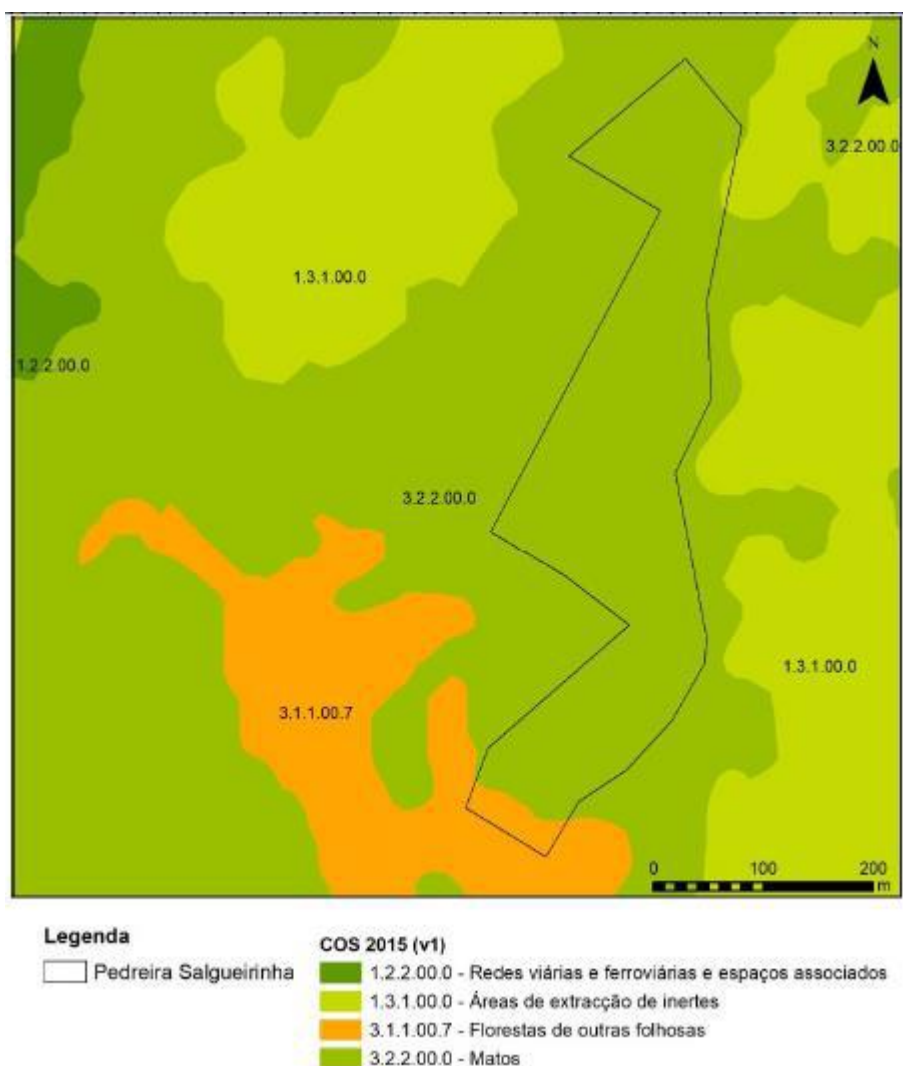 N
3.2.2.00.0
1.3.1.00.0
1.2.2.00.0
3.2.2.00.0
1.3.1.00.0
3.1.1.00.7
0 100 200
m
Legenda
Pedreira Salgueirinha
COS 2015 (v1)
1.2.2.00.0 - Redes viárias e ferroviárias e espaços associados
1.3.1.00.0 - Áreas de extracção de inertes
3.1.1.00.7 - Florestas de outras folhosas
3.2.2.00.0 - Matos